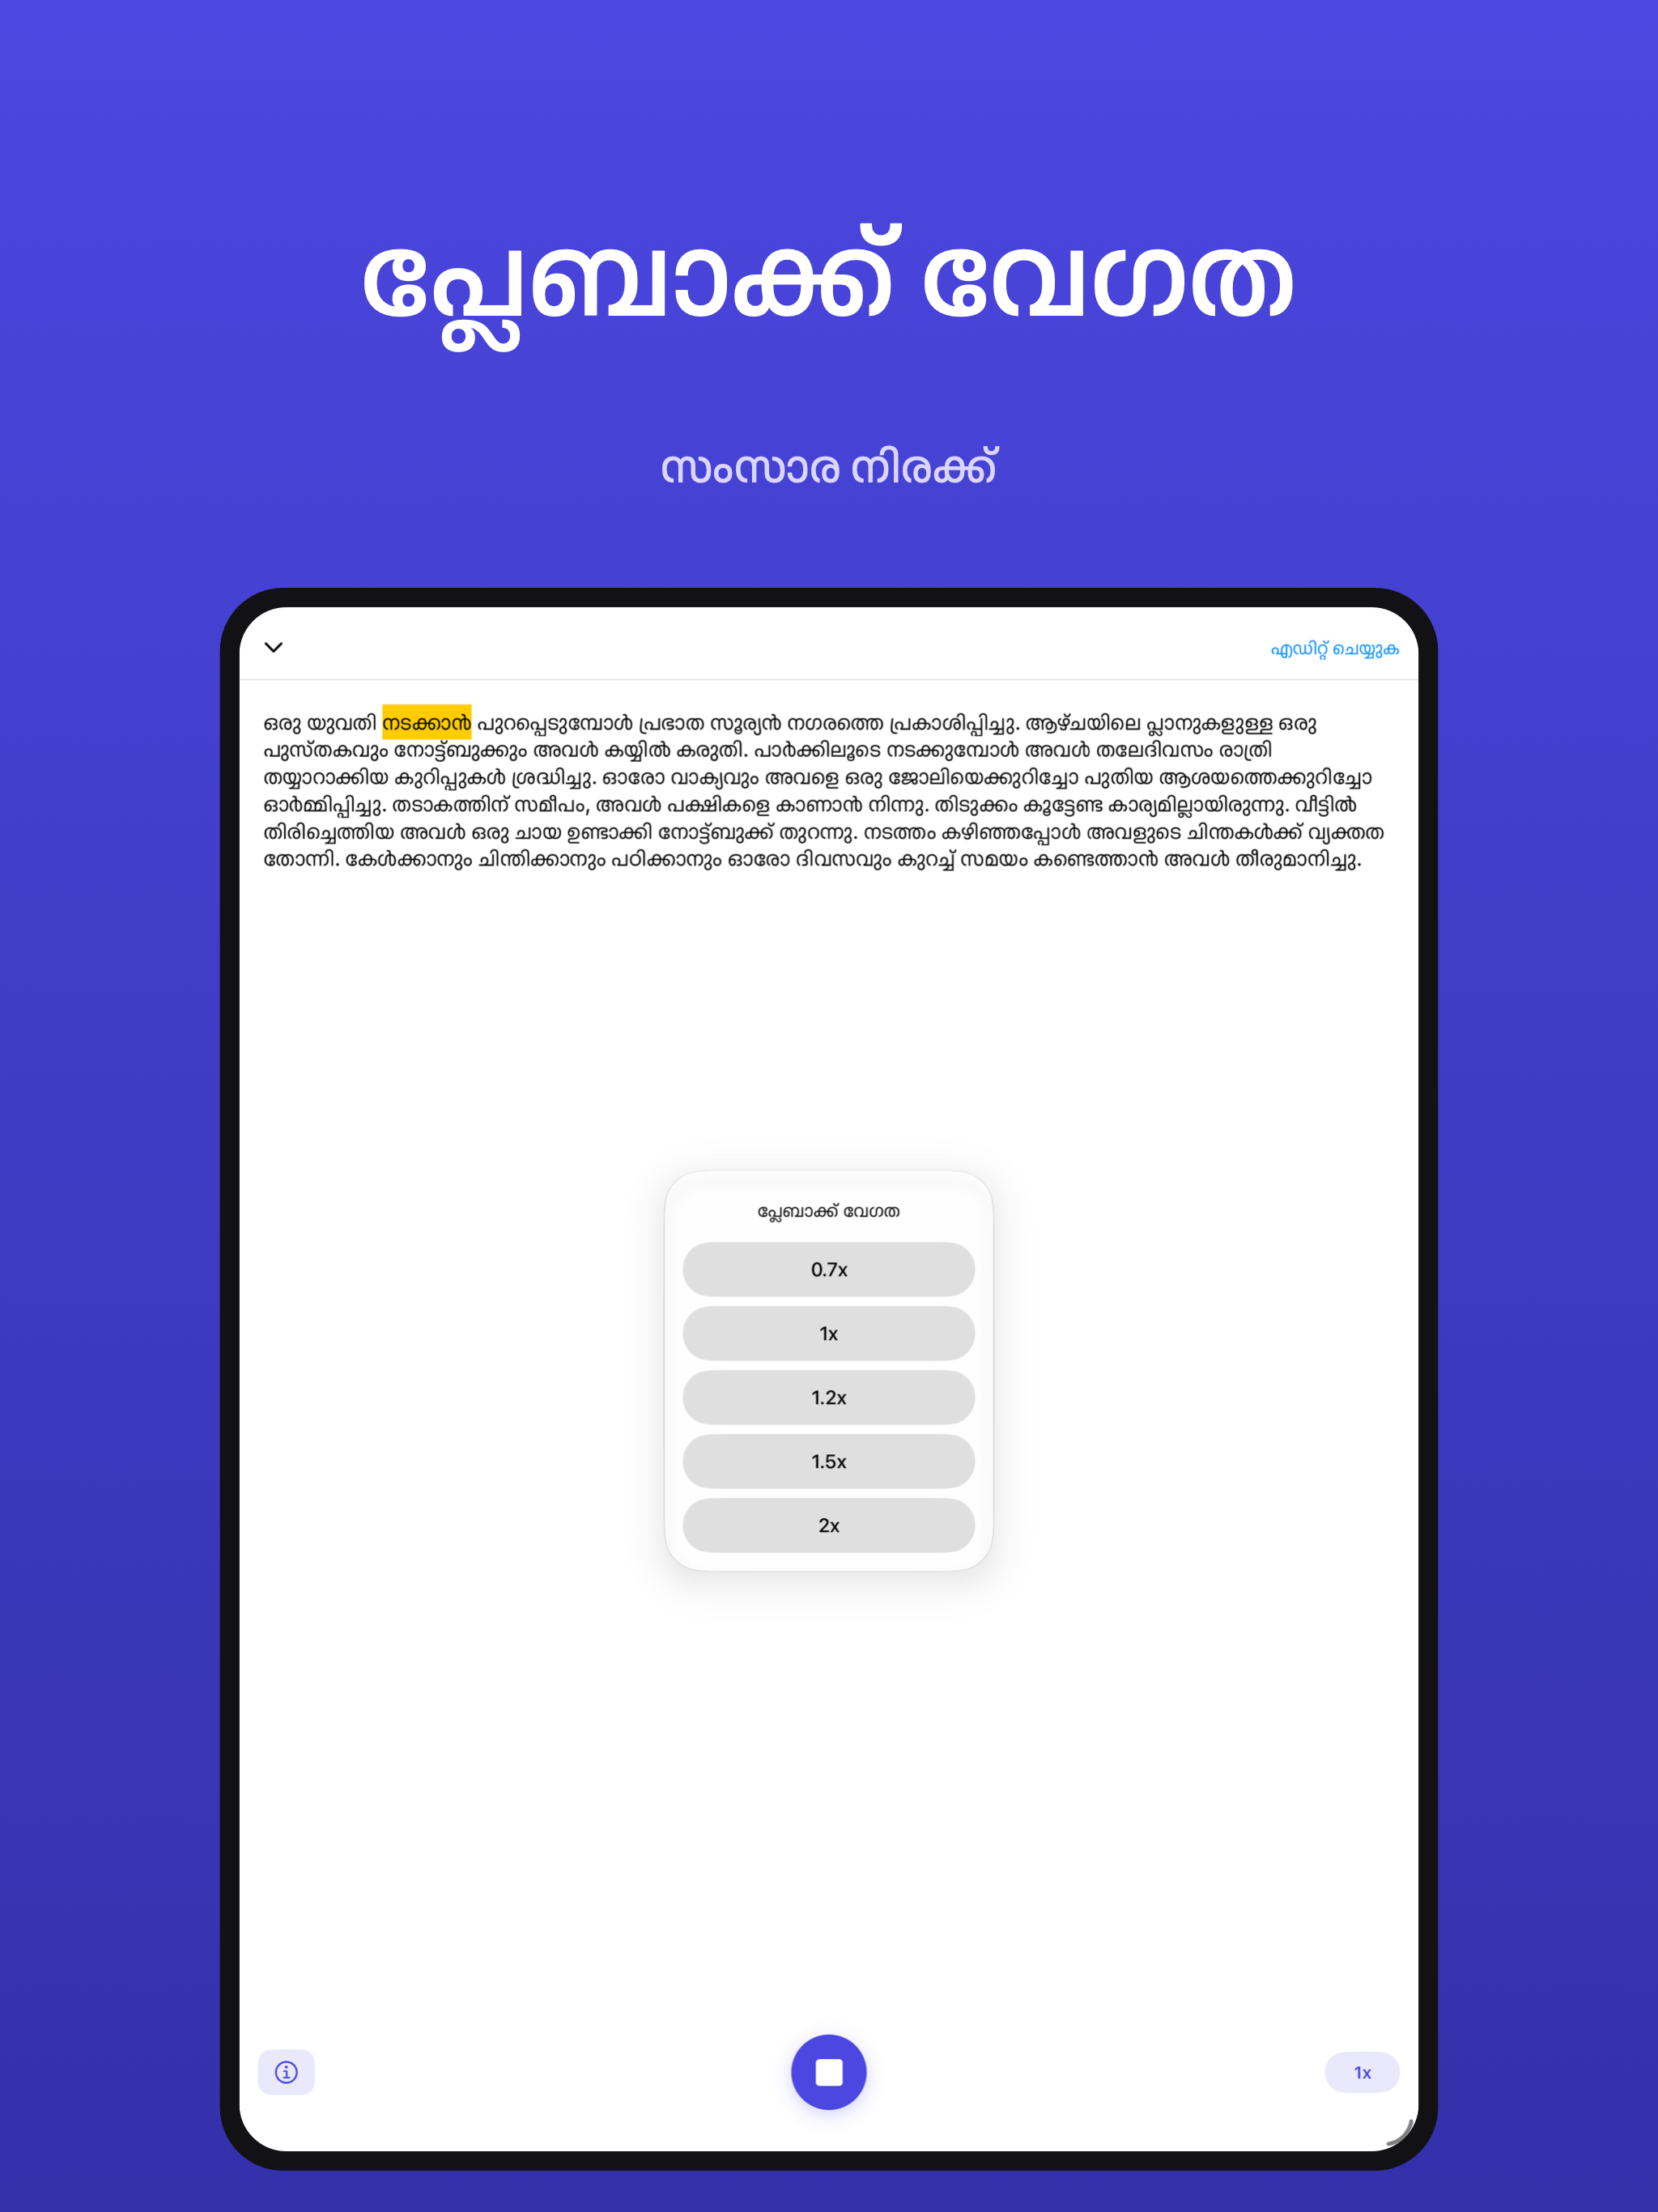 പ്ലേബാക്ക് വേഗത
സംസാര നിരക്ക്
എഡിറ്റ് ചെയ്യുക
ഒരു യുവതി നടക്കാൻ പുറപ്പെടുമ്പോൾ പ്രഭാത സൂര്യൻ നഗരത്തെ പ്രകാശിപ്പിച്ചു. ആഴ്ചയിലെ പ്ലാനുകളുള്ള ഒരു
പുസ്തകവും നോട്ട്ബുക്കും അവൾ കയ്യിൽ കരുതി. പാർക്കിലൂടെ നടക്കുമ്പോൾ അവൾ തലേദിവസം രാത്രി
തയ്യാറാക്കിയ കുറിപ്പുകൾ ശ്രദ്ധിച്ചു. ഓരോ വാക്യവും അവളെ ഒരു ജോലിയെക്കുറിച്ചോ പുതിയ ആശയത്തെക്കുറിച്ചോ
ഓർമ്മിപ്പിച്ചു. തടാകത്തിന് സമീപം, അവൾ പക്ഷികളെ കാണാൻ നിന്നു. തിടുക്കം കൂട്ടേണ്ട കാര്യമില്ലായിരുന്നു. വീട്ടിൽ
തിരിച്ചെത്തിയ അവൾ ഒരു ചായ ഉണ്ടാക്കി നോട്ട്ബുക്ക് തുറന്നു. നടത്തം കഴിഞ്ഞപ്പോൾ അവളുടെ ചിന്തകൾക്ക് വ്യക്തത
തോന്നി. കേൾക്കാനും ചിന്തിക്കാനും പഠിക്കാനും ഓരോ ദിവസവും കുറച്ച് സമയം കണ്ടെത്താൻ അവൾ തീരുമാനിച്ചു.
പ്ലേബാക്ക് വേഗത
0.7x
1x
1.2x
1.5x
2x
1x